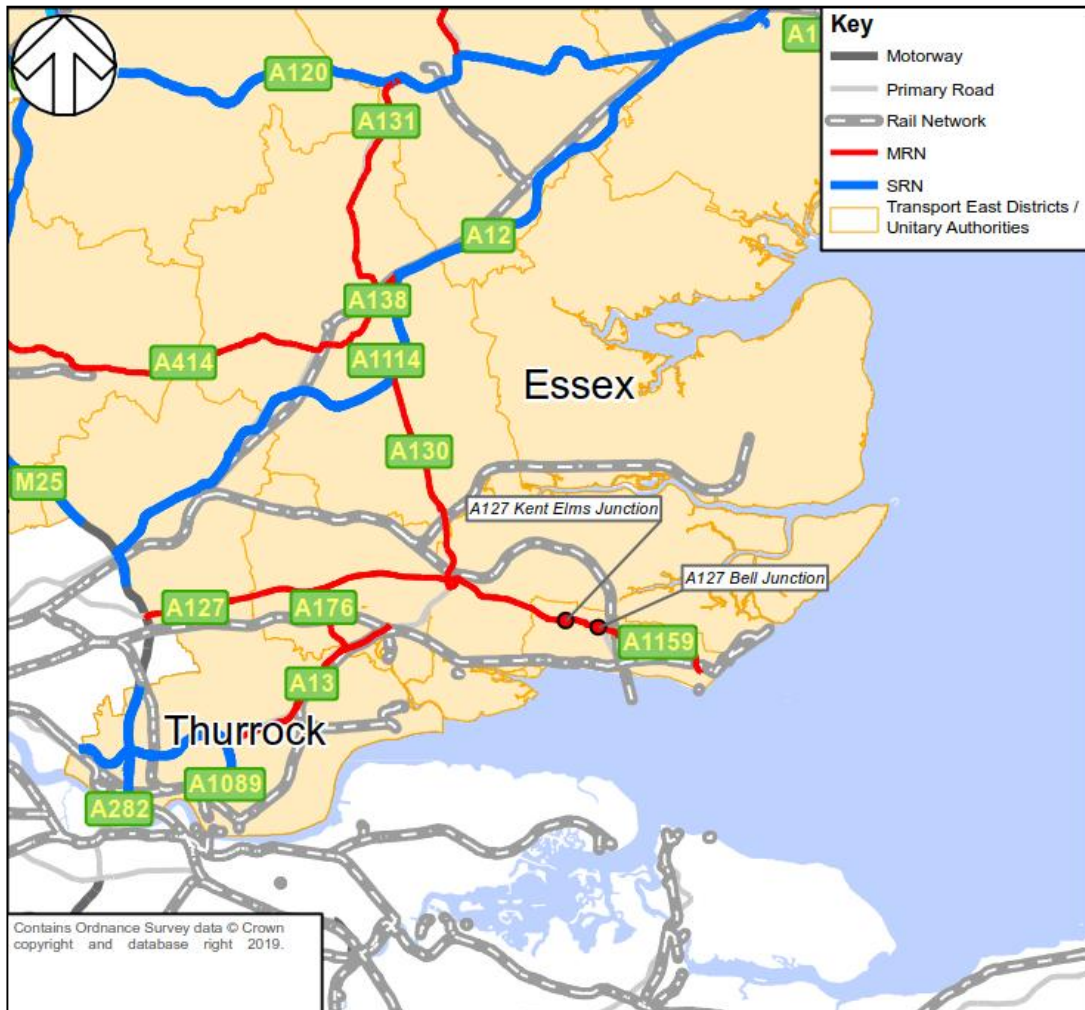 Key
Motorway
Primary Road
Rail Network
MRN
SRN
Transport East Districts /
Unitary Authorities
A1
A120
A131
A12
A138
A414
A1114
Essex
A130
M25
A127 Kent Elms Junction
A127 Bell Junction
A127
A176
A1159
A13
Thurrock
A1089
A282
Contains Ordnance Survey data © Crown
copyright and database right 2019.